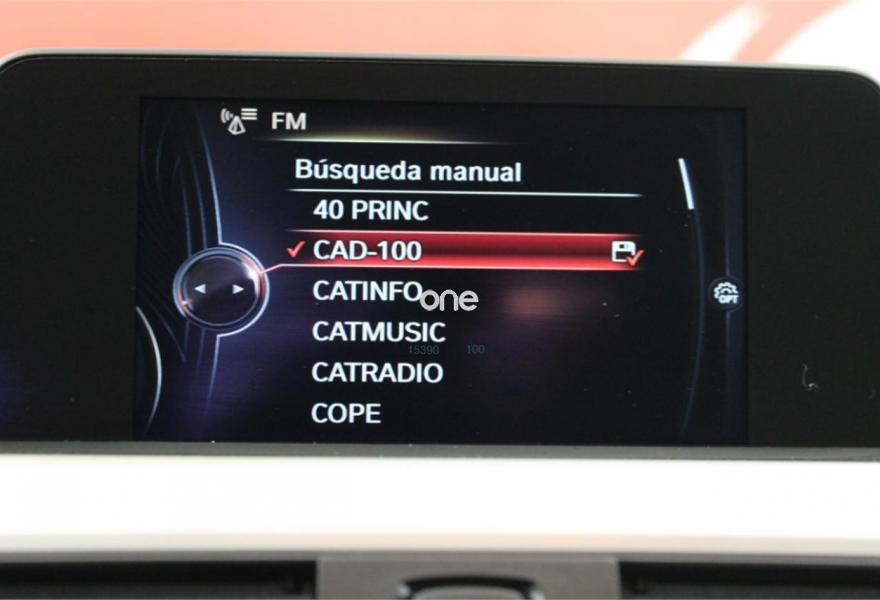 FM
Búsqueda manual
40 PRINC
CAD-100
CATINFO
one
CATMUSIC
15390 100
CATRADIO
COPE
OPT